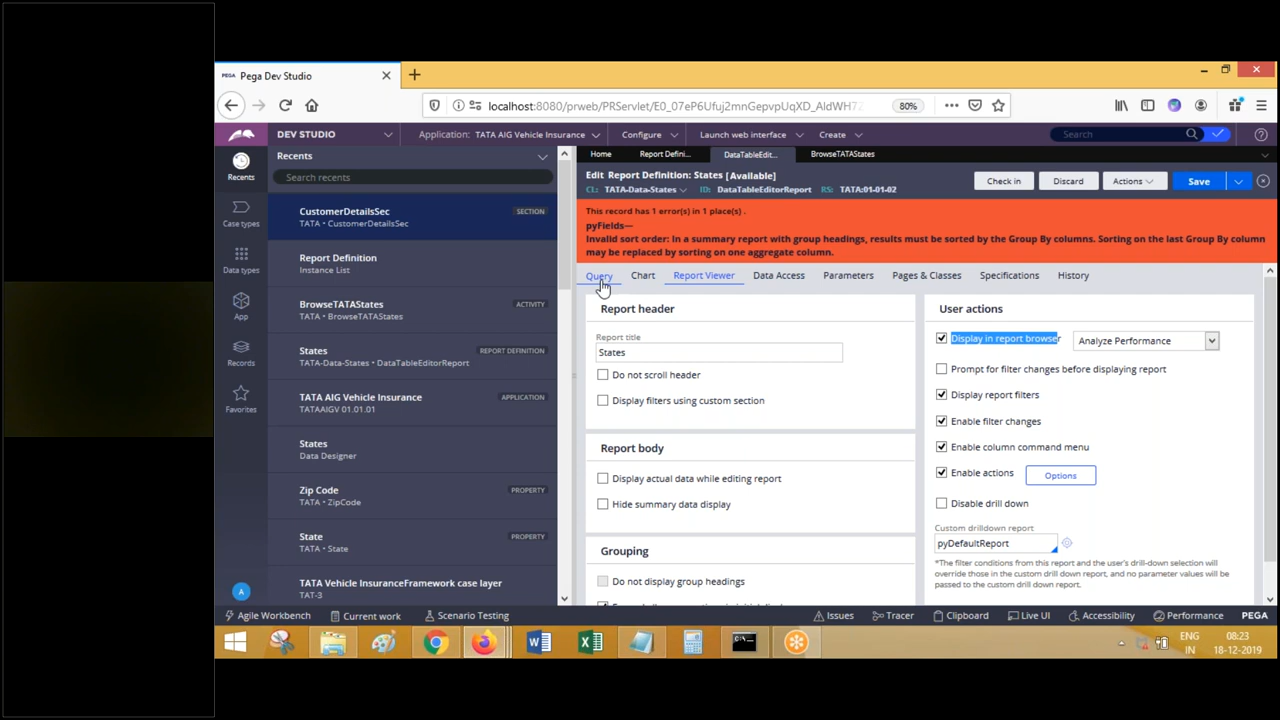 PEGA Pega Dev Studio
localhost:8080/prweb/PRServlet/E0_07eP6Ufuj2mnGepvpUqXD_AldWH7
80%
DEV STUDIO
Application: TATA AIG Vehicle Insurance
Configure
Launch web interface
Create
Search
Recents
Case types
Data types
App
Records
Favorites
A
Recents
Search recents
CustomerDetailsSec SECTION
TATA • CustomerDetailsSec
Report Definition
Instance List
BrowseTATAStates ACTIVITY
TATA • BrowseTATAStates
States REPORT DEFINITION
TATA-Data-States • DataTableEditorReport
TATA AIG Vehicle Insurance APPLICATION
TATAAIGV 01.01.01
States
Data Designer
Zip Code PROPERTY
TATA • ZipCode
State PROPERTY
TATA • State
TATA Vehicle InsuranceFramework case layer
TAT-3
Home
Report Defini...
DataTableEdit...
BrowseTATAStates
Edit Report Definition: States [Available]
CL: TATA-Data-States ID: DataTableEditorReport RS: TATA:01-01-02
Check in
Discard
Actions
Save
This record has 1 error(s) in 1 place(s) .
pyFields—
Invalid sort order: In a summary report with group headings, results must be sorted by the Group By columns. Sorting on the last Group By column
may be replaced by sorting on one aggregate column.
Query
Chart
Report Viewer
Data Access
Parameters
Pages & Classes
Specifications
History
Report header
Report title
States
Do not scroll header
Display filters using custom section
Report body
Display actual data while editing report
Hide summary data display
Grouping
Do not display group headings
User actions
Display in report browser
Analyze Performance
Prompt for filter changes before displaying report
Display report filters
Enable filter changes
Enable column command menu
Enable actions
Options
Disable drill down
Custom drilldown report
pyDefaultReport
*The filter conditions from this report and the user's drill-down selection will
override those in the custom drill down report, and no parameter values will be
passed to the custom drill down report.
Agile Workbench
Current work
Scenario Testing
Issues
Tracer
Clipboard
Live UI
Accessibility
Performance
PEGA
ENG
IN
08:23
18-12-2019